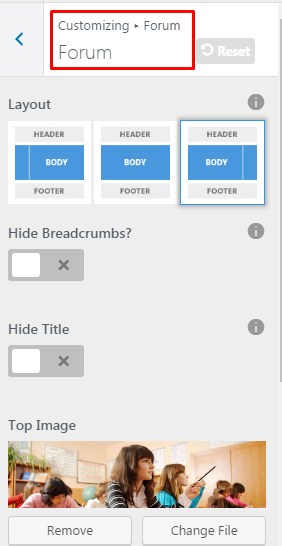 Customizing ▸ Forum
Forum
Reset
Layout
HEADER HEADER HEADER
BODY BODY BODY
FOOTER FOOTER FOOTER
Hide Breadcrumbs?
Hide Title
Top Image
Remove Change File